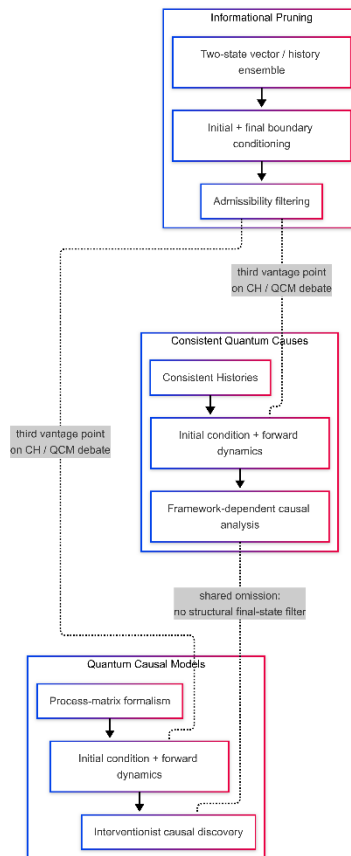 Informational Pruning
Two-state vector / history
ensemble
Initial + final boundary
conditioning
Admissibility filtering
third vantage point
on CH / QCM debate
Consistent Quantum Causes
Consistent Histories
Initial condition + forward
dynamics
third vantage point
on CH / QCM debate
Framework-dependent causal
analysis
shared omission:
no structural final-state filter
Quantum Causal Models
Process-matrix formalism
Initial condition + forward
dynamics
Interventionist causal discovery